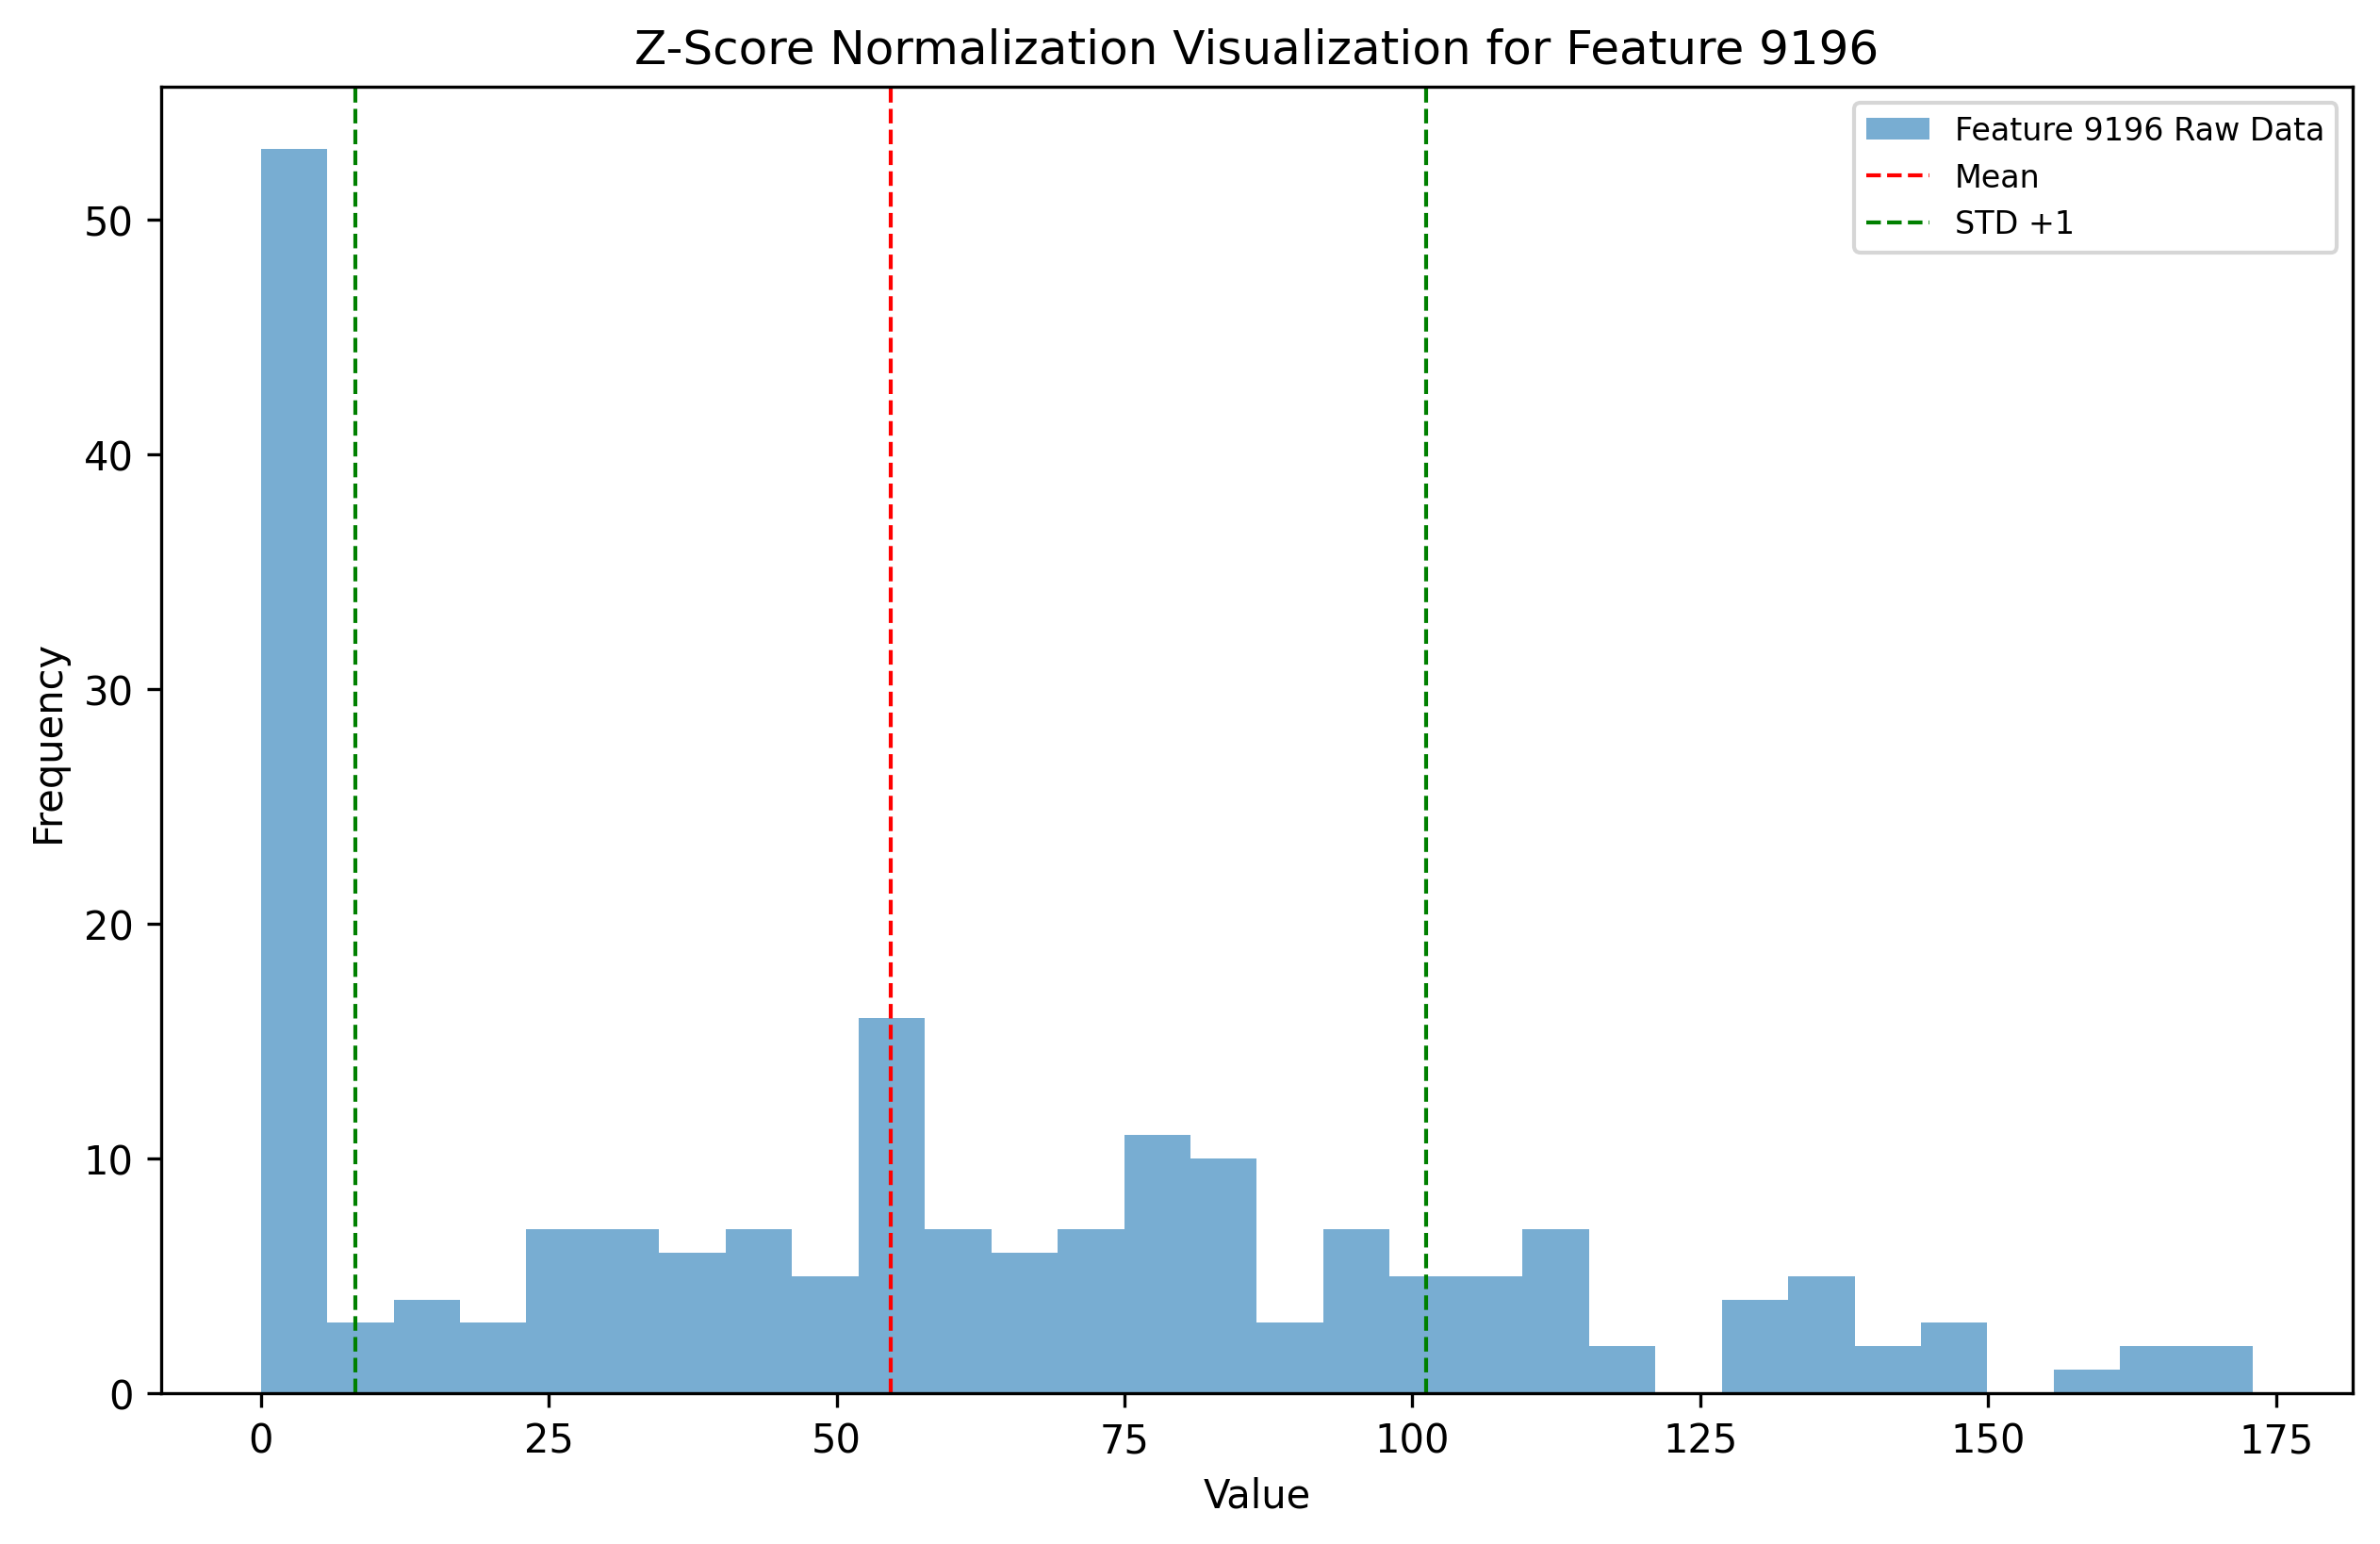 Z-Score Normalization Visualization for Feature 9196
Feature 9196 Raw Data
Mean
STD +1
50
40
30
20
10
0
Frequency
0 25 50 75 100 125 150 175
Value